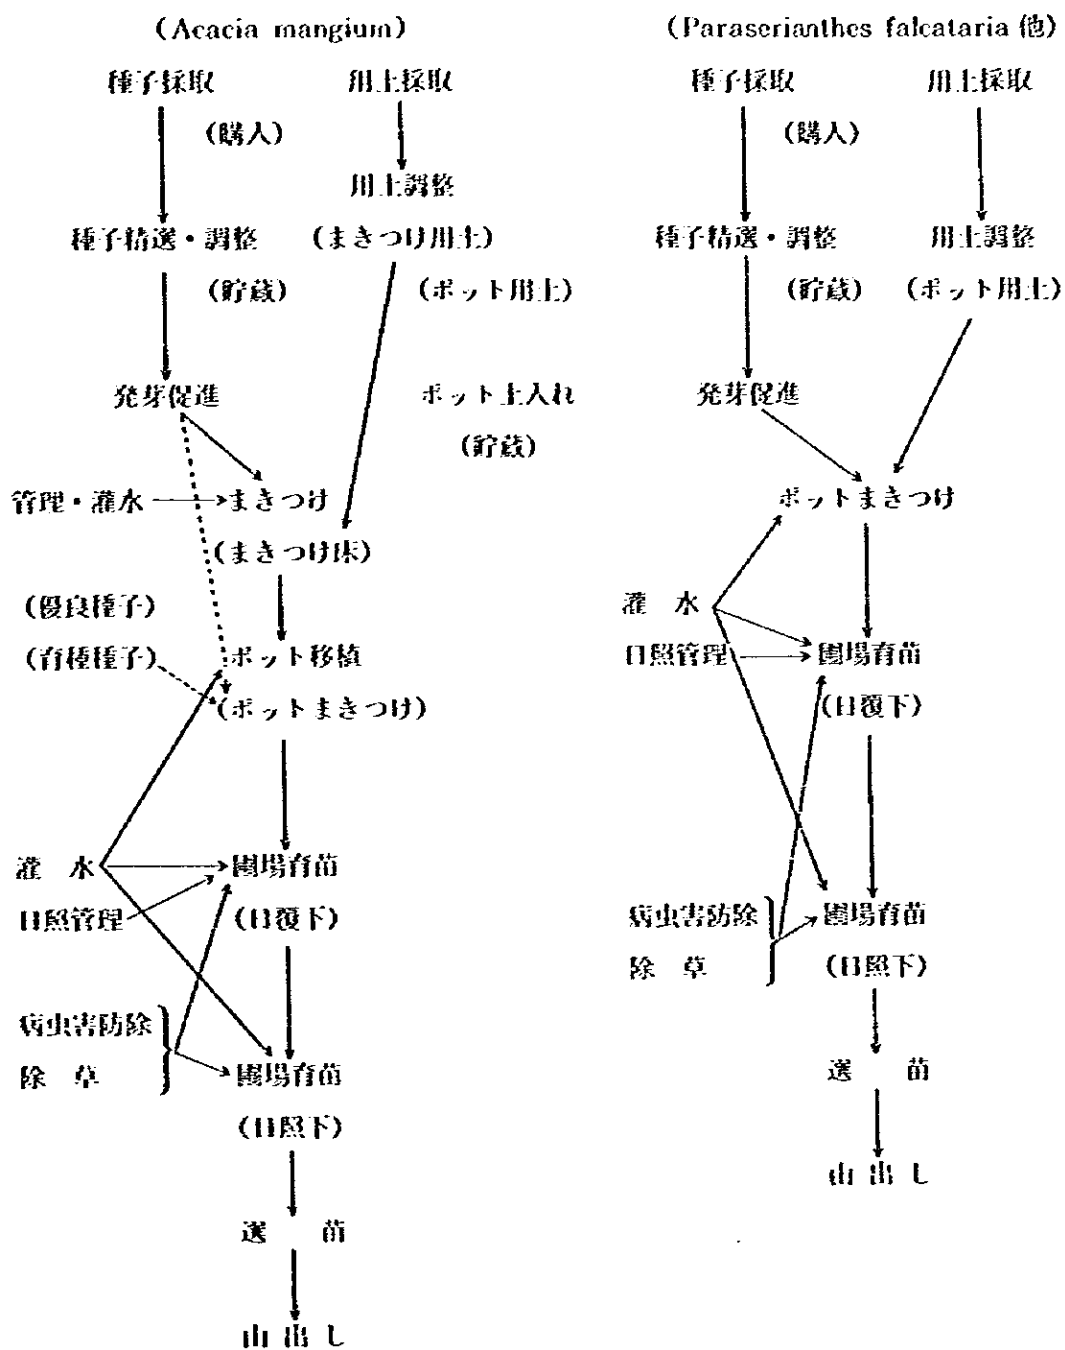 (Acacia mangium)
種子採取
用土採取
(購入)
用土調整
種子精選・調整
(まきつけ用土)
(貯蔵)
(ポット用土)
発芽促進
ポット土入れ
(貯蔵)
管理・灌水
まきつけ
(まきつけ床)
(優良種子)
(育種種子)
ポット移植
(ポットまきつけ)
灌 水
圃場育苗
日照管理
(日覆下)
病虫害防除
除 草
圃場育苗
(日照下)
選 苗
山出し
(Paraserianthes falcataria 他)
種子採取
用土採取
(購入)
種子精選・調整
用土調整
(貯蔵)
(ポット用土)
発芽促進
ポットまきつけ
灌 水
日照管理
圃場育苗
(日覆下)
病虫害防除
除 草
圃場育苗
(日照下)
選 苗
山出し